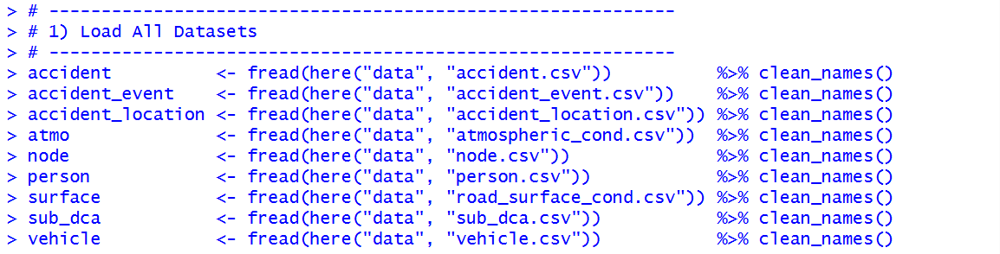 > # ------------------------------------------------------------
> # 1) Load All Datasets
> # ------------------------------------------------------------
> accident          <- fread(here("data", "accident.csv"))          %>% clean_names()
> accident_event    <- fread(here("data", "accident_event.csv"))    %>% clean_names()
> accident_location <- fread(here("data", "accident_location.csv")) %>% clean_names()
> atmo              <- fread(here("data", "atmospheric_cond.csv"))  %>% clean_names()
> node              <- fread(here("data", "node.csv"))              %>% clean_names()
> person            <- fread(here("data", "person.csv"))            %>% clean_names()
> surface           <- fread(here("data", "road_surface_cond.csv")) %>% clean_names()
> sub_dca           <- fread(here("data", "sub_dca.csv"))           %>% clean_names()
> vehicle           <- fread(here("data", "vehicle.csv"))           %>% clean_names()